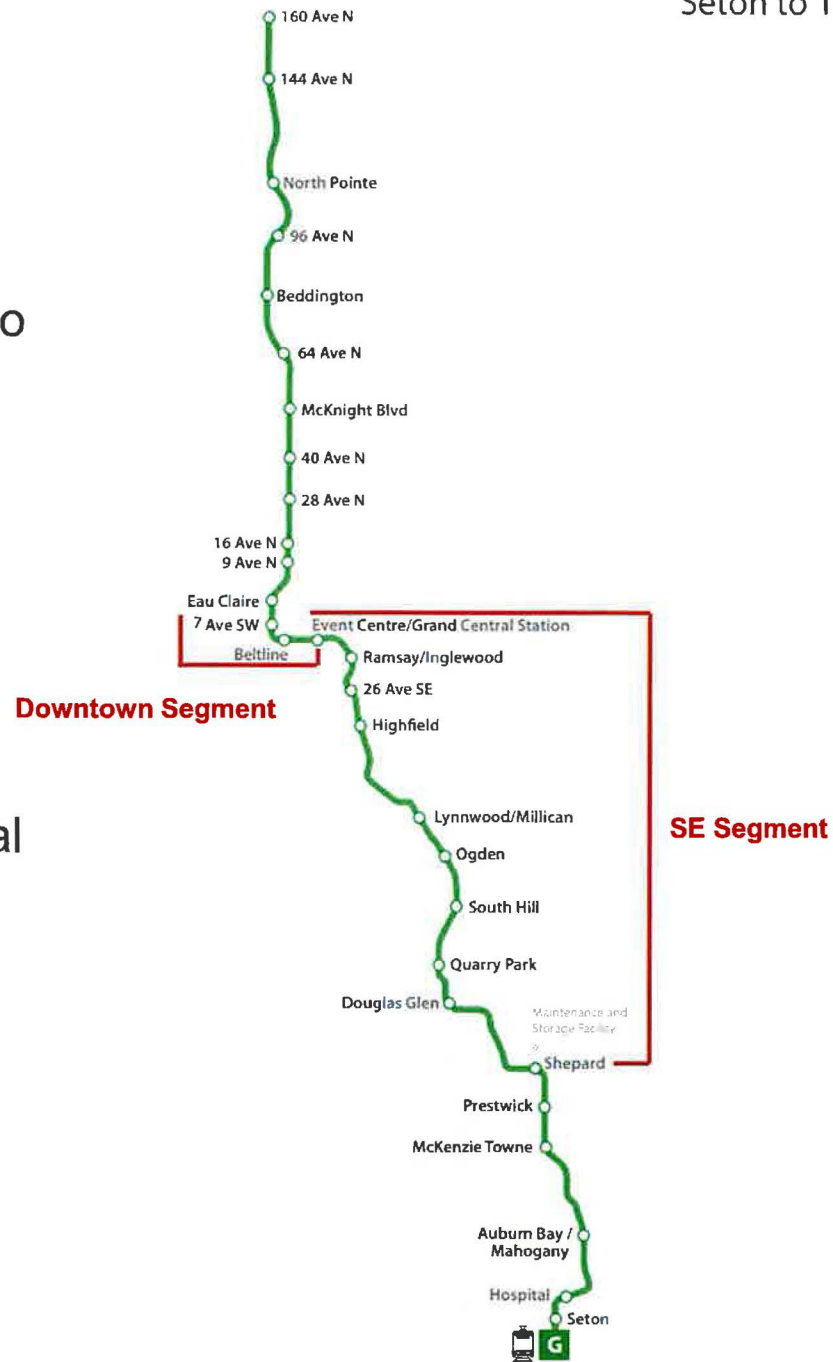 Seton to
160 Ave N
144 Ave N
North Pointe
96 Ave N
Beddington
64 Ave N
McKnight Blvd
40 Ave N
28 Ave N
16 Ave N
9 Ave N
Eau Claire
7 Ave SW
Event Centre/Grand Central Station
Beltline
Ramsay/Inglewood
26 Ave SE
Downtown Segment
Highfield
Lynnwood/Millican
SE Segment
Ogden
South Hill
Quarry Park
Douglas Glen
Maintenance and
Storage Facility
Shepard
Prestwick
McKenzie Towne
Auburn Bay /
Mahogany
Hospital
Seton
G